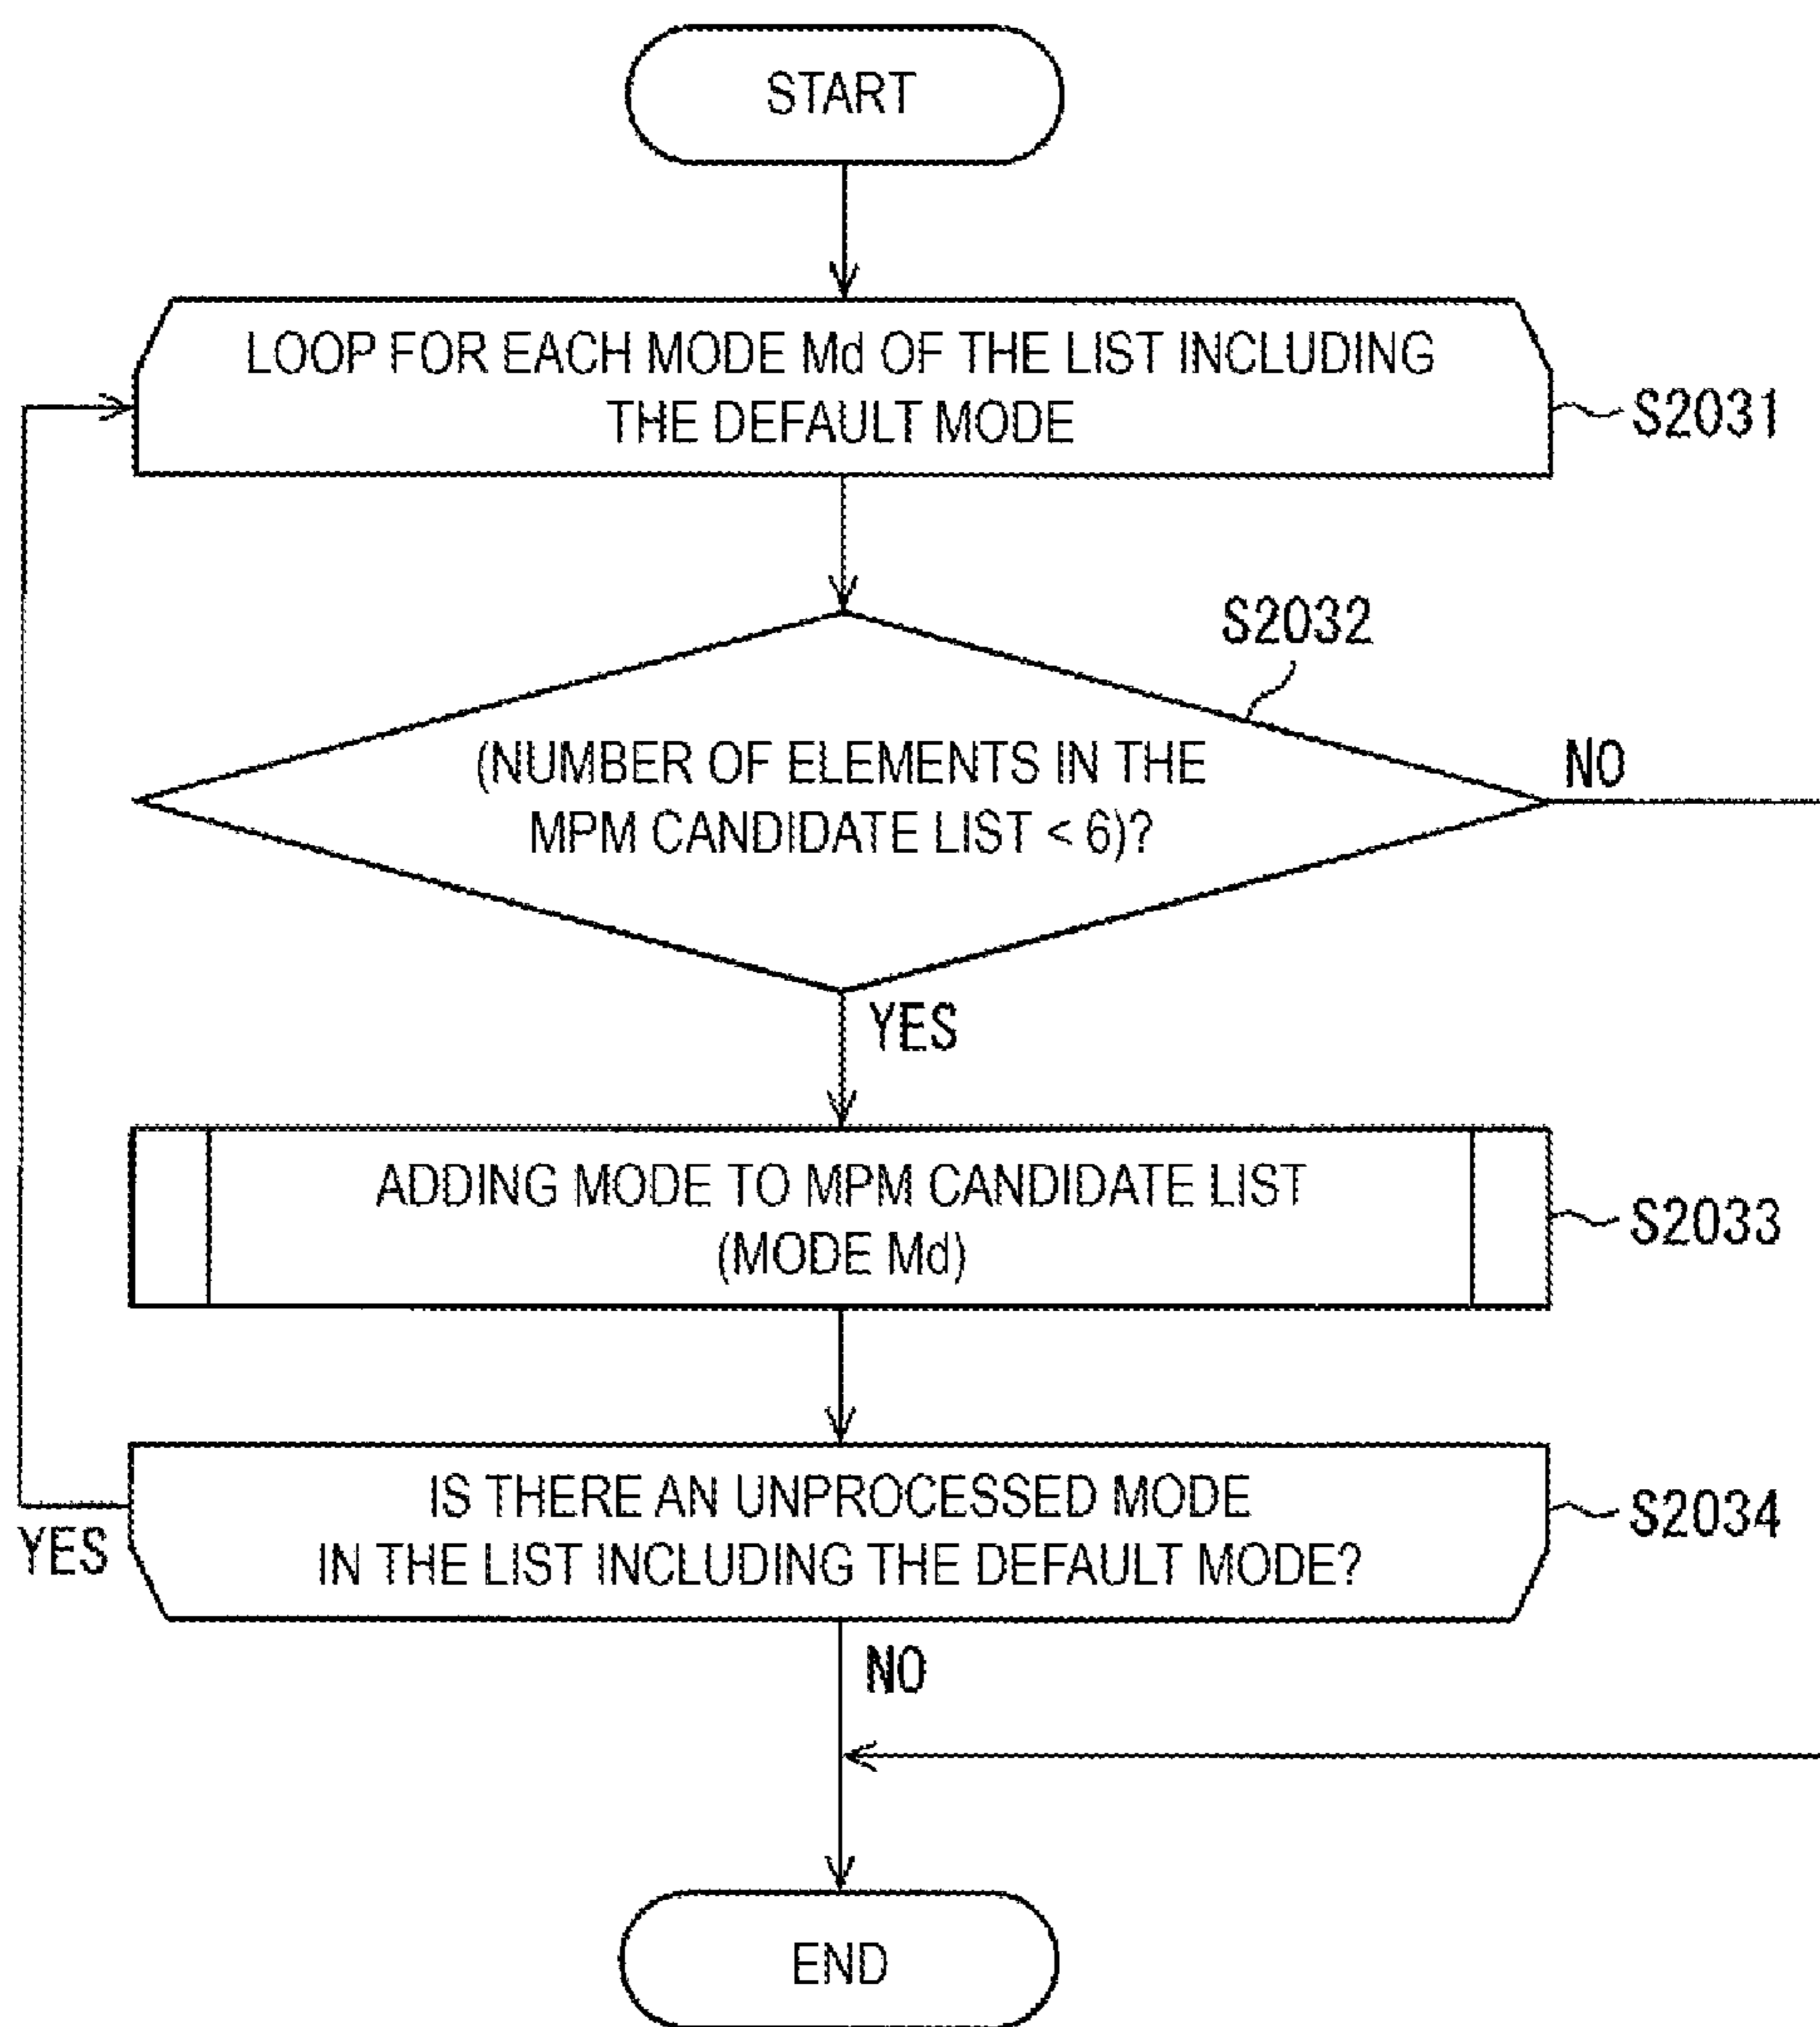 START
LOOP FOR EACH MODE Md OF THE LIST INCLUDING
THE DEFAULT MODE
S2031
S2032
(NUMBER OF ELEMENTS IN THE
MPM CANDIDATE LIST < 6)?
NO
YES
ADDING MODE TO MPM CANDIDATE LIST
(MODE Md)
S2033
IS THERE AN UNPROCESSED MODE
IN THE LIST INCLUDING THE DEFAULT MODE?
S2034
YES
NO
END